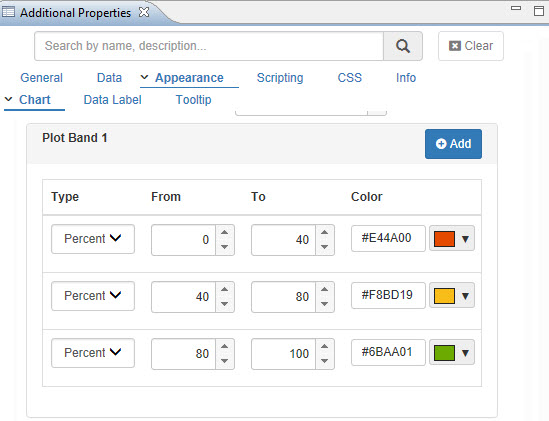 Additional Properties
Search by name, description...
Clear
General Data Appearance Scripting CSS Info
Chart Data Label Tooltip
Plot Band 1
Add
Type From To Color
Percent 0 40 #E44A00
Percent 40 80 #F8BD19
Percent 80 100 #6BAA01